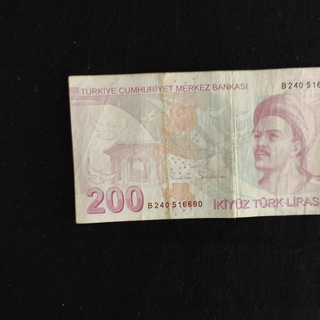 TÜRKİYE CUMHURİYET MERKEZ BANKASI
B240 516
200
B240 516690
İKİYÜZ TÜRK LİRAS